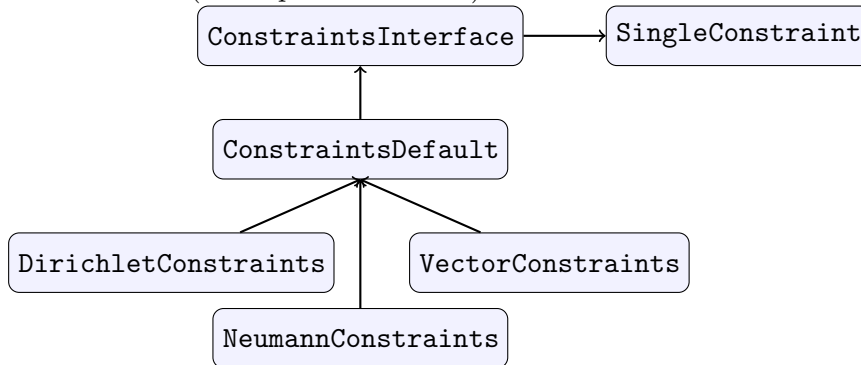 ConstraintsInterface
SingleConstraint
ConstraintsDefault
DirichletConstraints
VectorConstraints
NeumannConstraints